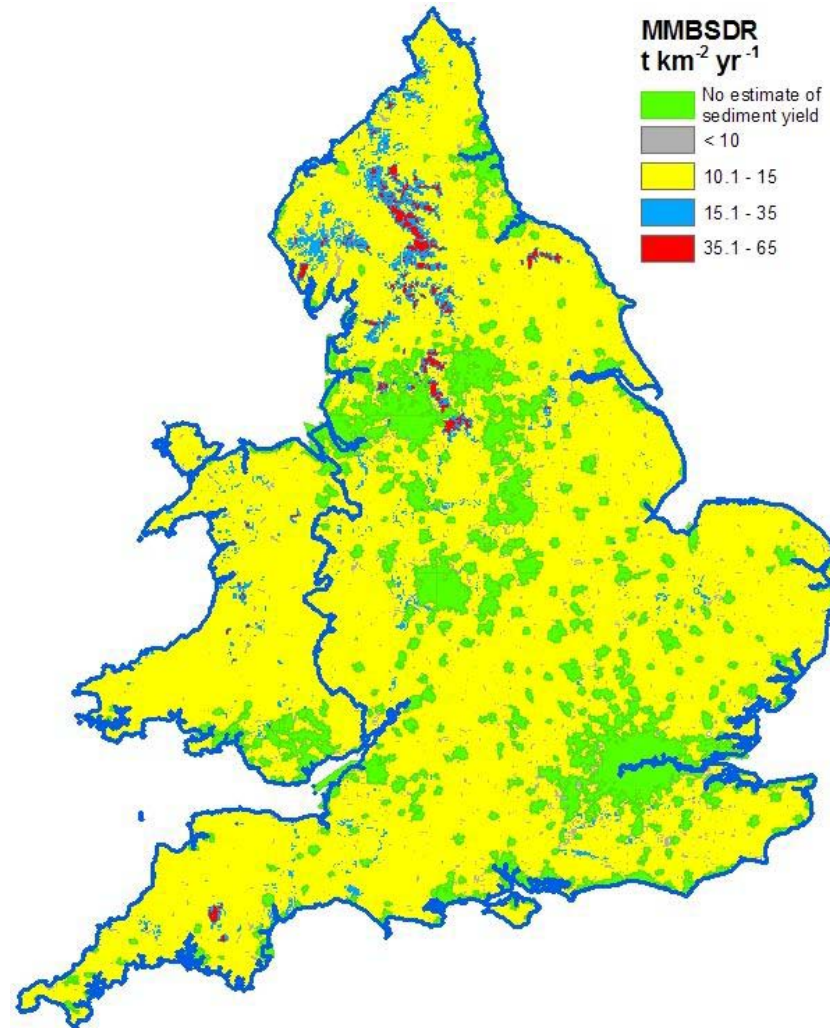 MMBSDR
t km⁻² yr ⁻¹
No estimate of
sediment yield
< 10
10.1 - 15
15.1 - 35
35.1 - 65